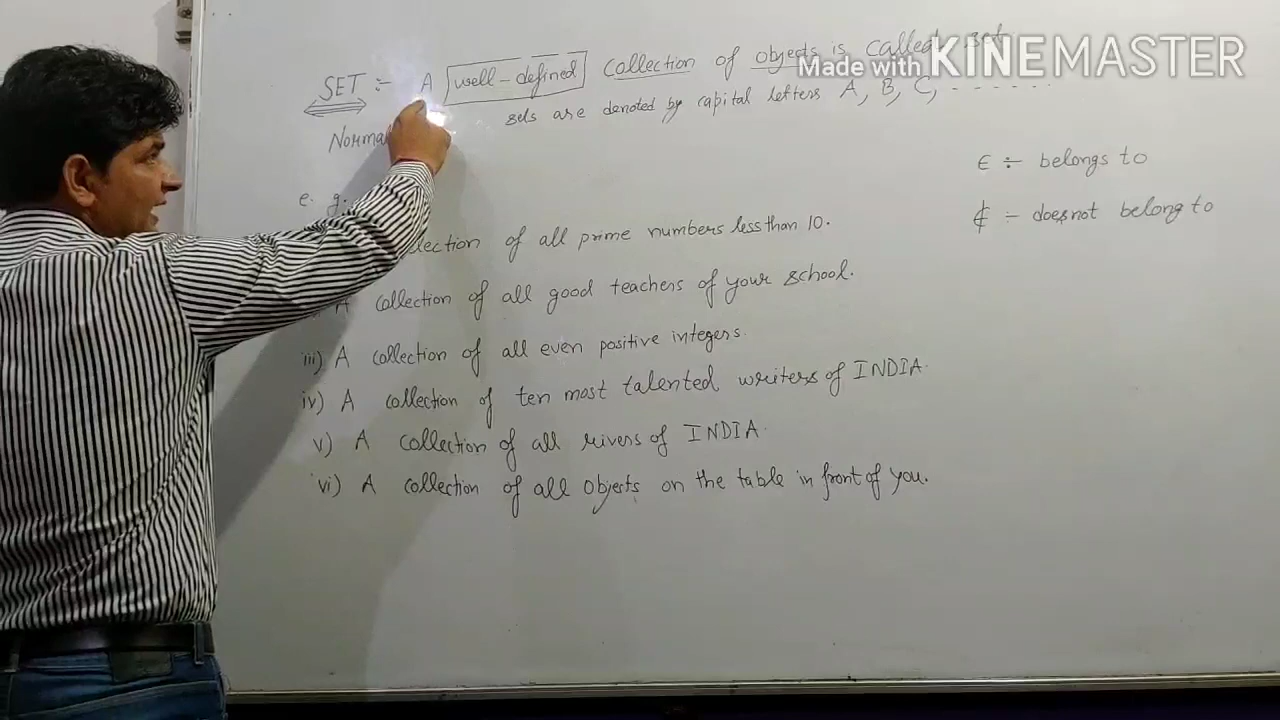 SET :- A well-defined collection of objects is called set.
Made with KINEMASTER
sets are denoted by capital letters A, B, C, - - - - - - -
∈ ÷ belongs to
e.g.
∉ ÷ does not belong to
of all prime numbers less than 10.
A collection of all good teachers of your school.
iii) A collection of all even positive integers.
iv) A collection of ten most talented writers of INDIA.
v) A collection of all rivers of INDIA.
vi) A collection of all objects on the table in front of you.